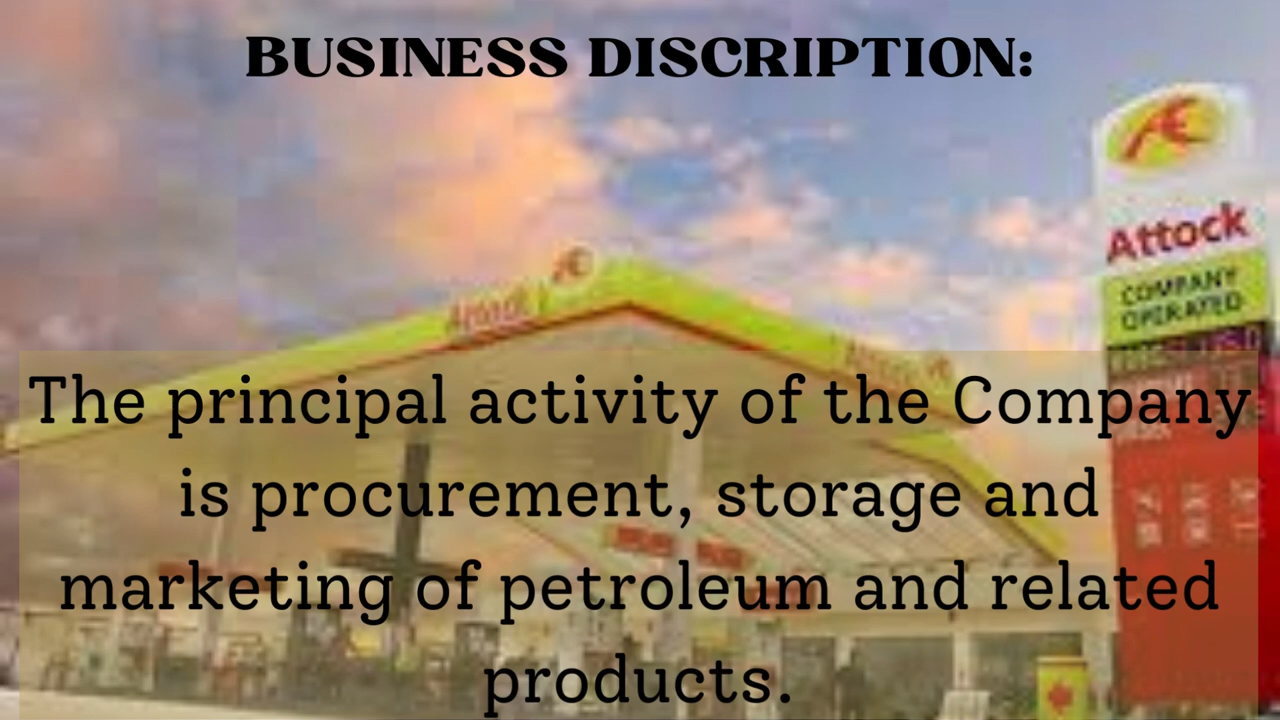 BUSINESS DISCRIPTION:
Attock
COMPANY
OPERATED
The principal activity of the Company
is procurement, storage and
marketing of petroleum and related
products.